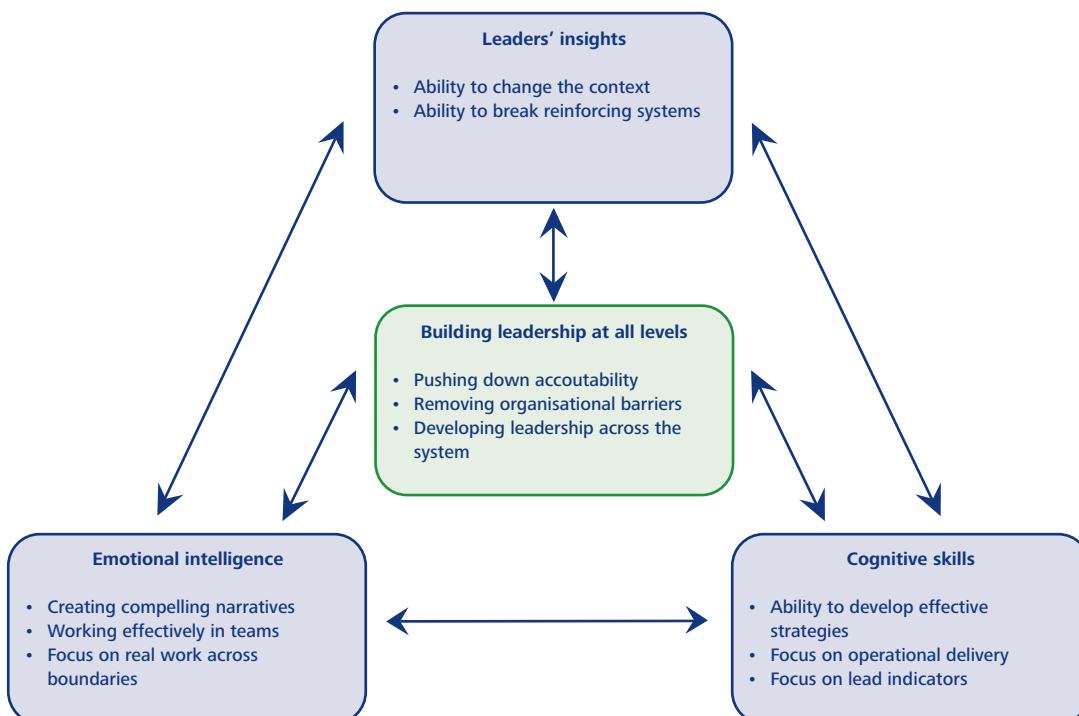 Leaders’ insights
• Ability to change the context
• Ability to break reinforcing systems
Building leadership at all levels
• Pushing down accoutability
• Removing organisational barriers
• Developing leadership across the
system
Emotional intelligence
• Creating compelling narratives
• Working effectively in teams
• Focus on real work across
boundaries
Cognitive skills
• Ability to develop effective
strategies
• Focus on operational delivery
• Focus on lead indicators